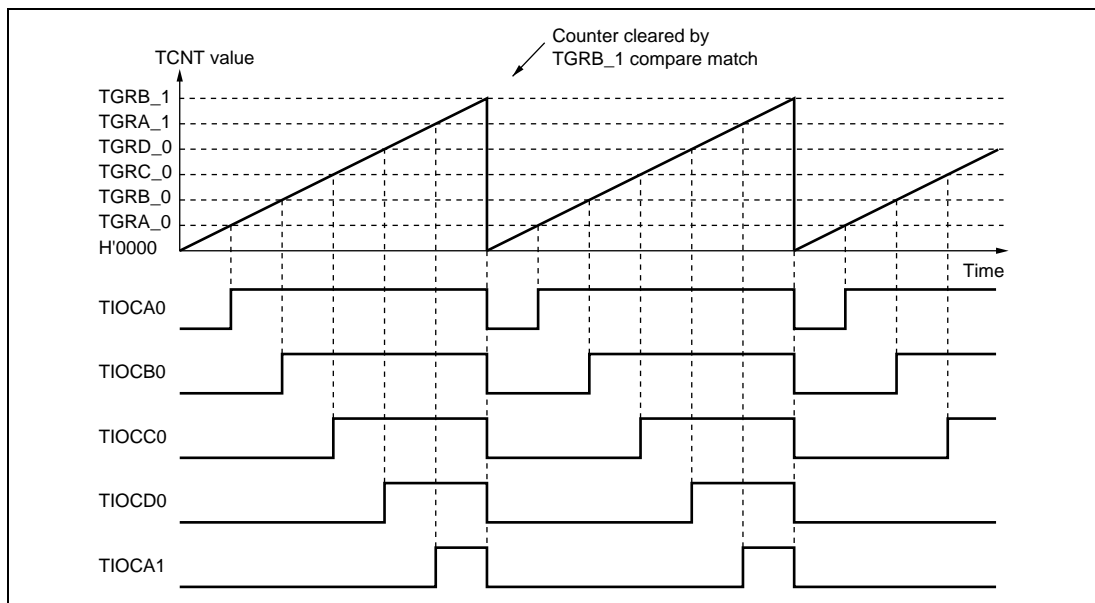 Counter cleared by
TGRB_1 compare match
TCNT value
TGRB_1
TGRA_1
TGRD_0
TGRC_0
TGRB_0
TGRA_0
H'0000
Time
TIOCA0
TIOCB0
TIOCC0
TIOCD0
TIOCA1